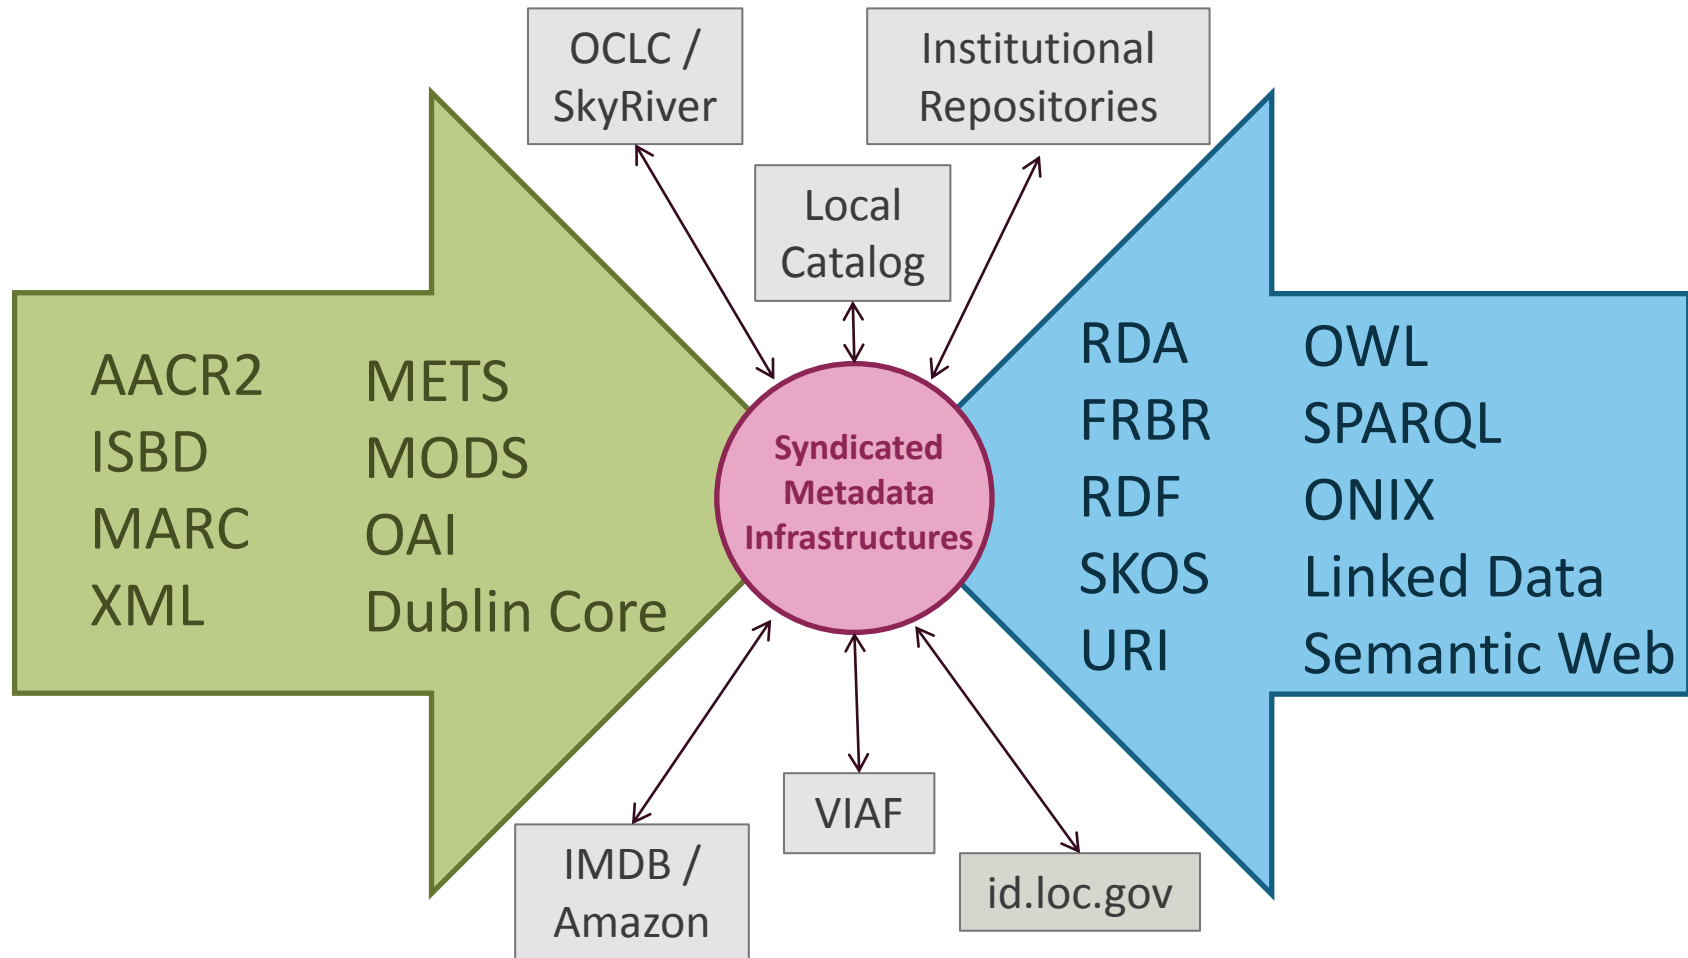 OCLC /
SkyRiver
Institutional
Repositories
Local
Catalog
AACR2
ISBD
MARC
XML
METS
MODS
OAI
Dublin Core
Syndicated
Metadata
Infrastructures
RDA
FRBR
RDF
SKOS
URI
OWL
SPARQL
ONIX
Linked Data
Semantic Web
IMDB /
Amazon
VIAF
id.loc.gov